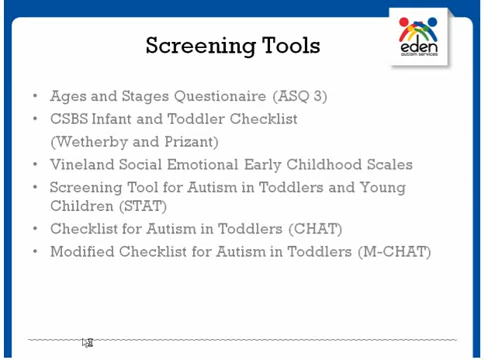 Screening Tools
eden
autism services
• Ages and Stages Questionaire (ASQ 3)
• CSBS Infant and Toddler Checklist
(Wetherby and Prizant)
• Vineland Social Emotional Early Childhood Scales
• Screening Tool for Autism in Toddlers and Young
Children (STAT)
• Checklist for Autism in Toddlers (CHAT)
• Modified Checklist for Autism in Toddlers (M-CHAT)